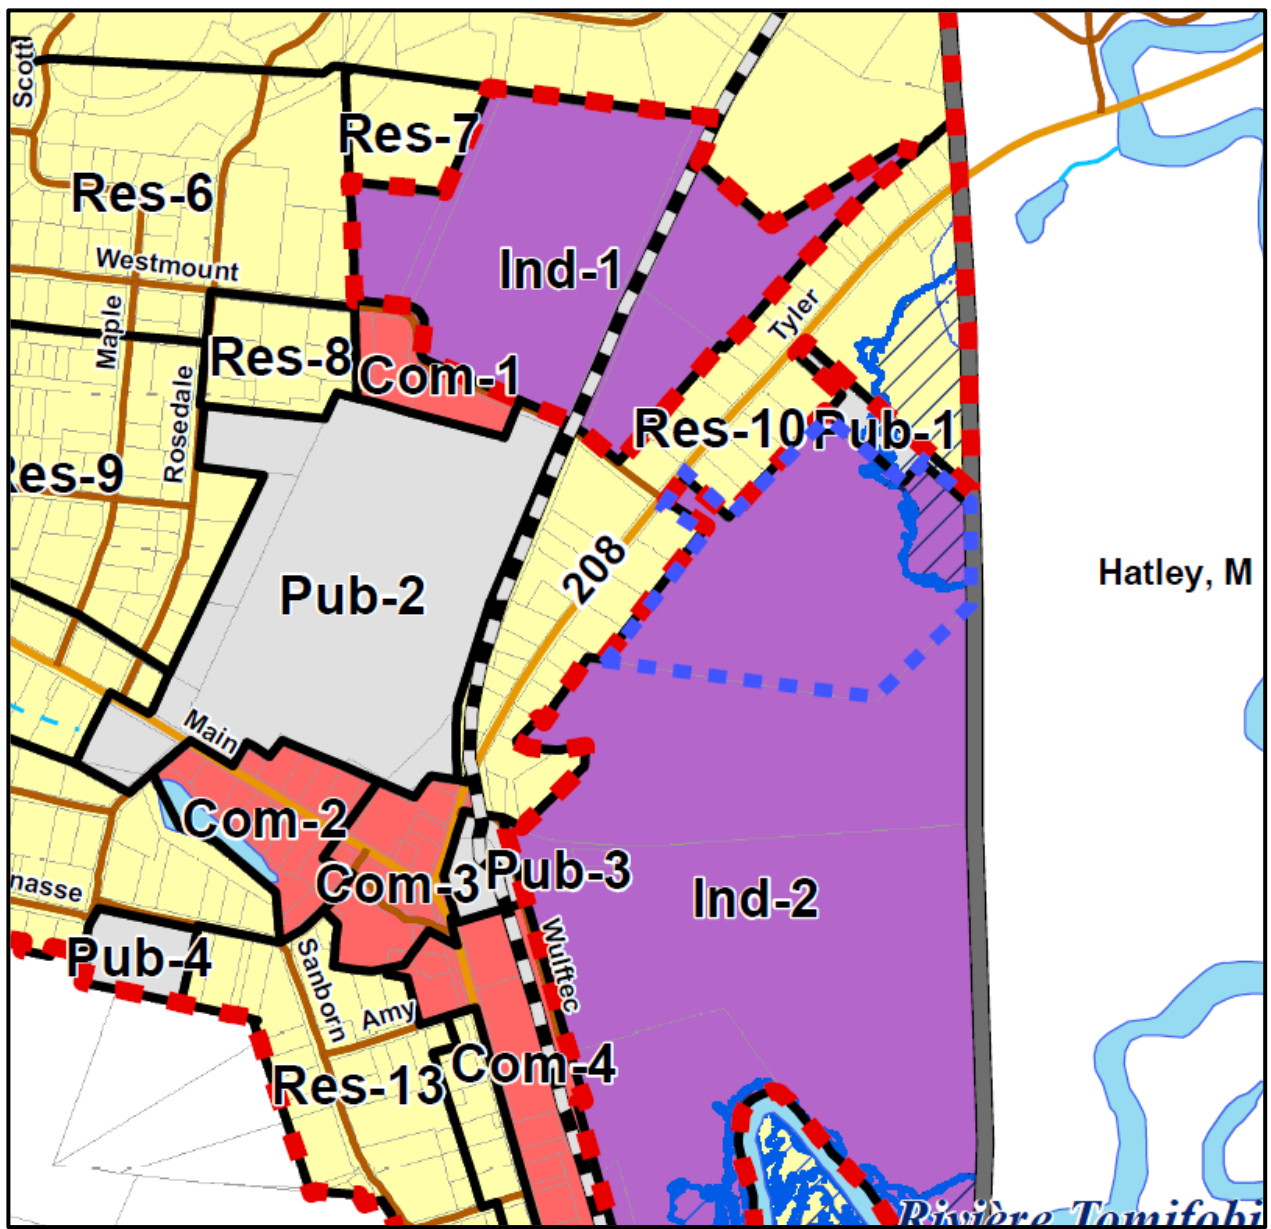 Scott
Res-7
Res-6
Westmount
Ind-1
Maple
Tyler
Res-8
Com-1
Rosedale
Res-10
Pub-1
Res-9
208
Hatley, M
Pub-2
Main
Com-2
Com-3
Pub-3
nasse
Ind-2
Wulftec
Pub-4
Sanborn
Amy
Com-4
Res-13
Rivière Tomifobi